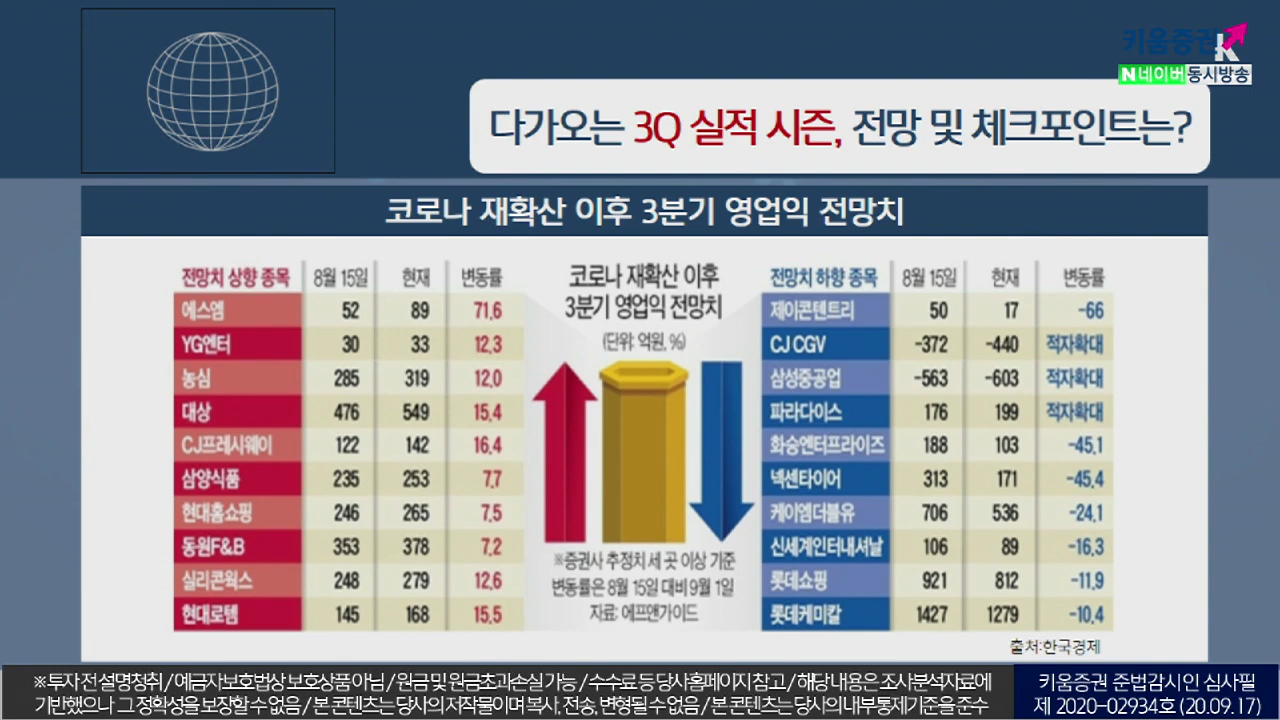 키움증권
N네이버 동시방송
다가오는 3Q 실적 시즌, 전망 및 체크포인트는?
코로나 재확산 이후 3분기 영업익 전망치
전망치 상향 종목 8월 15일 현재 변동률
에스엠 52 89 71.6
YG엔터 30 33 12.3
농심 285 319 12.0
대상 476 549 15.4
CJ프레시웨이 122 142 16.4
삼양식품 235 253 7.7
현대홈쇼핑 246 265 7.5
동원F&B 353 378 7.2
실리콘웍스 248 279 12.6
현대로템 145 168 15.5
코로나 재확산 이후
3분기 영업익 전망치
(단위: 억원, %)
※증권사 추정치 세 곳 이상 기준
변동률은 8월 15일 대비 9월 1일
자료: 에프앤가이드
전망치 하향 종목 8월 15일 현재 변동률
제이콘텐트리 50 17 -66
CJ CGV -372 -440 적자확대
삼성중공업 -563 -603 적자확대
파라다이스 176 199 적자확대
화승엔터프라이즈 188 103 -45.1
넥센타이어 313 171 -45.4
케이엠더블유 706 536 -24.1
신세계인터내셔날 106 89 -16.3
롯데쇼핑 921 812 -11.9
롯데케미칼 1427 1279 -10.4
출처:한국경제
※투자 전 설명청취 / 예금자보호법상 보호상품 아님 / 원금 및 원금초과손실 가능 / 수수료 등 당사홈페이지 참고 / 해당 내용은 조사분석자료에
기반했으나 그 정확성을 보장할 수 없음 / 본 콘텐츠는 당사의 저작물이며 복사, 전송, 변형될 수 없음 / 본 콘텐츠는 당사의 내부통제기준을 준수
키움증권 준법감시인 심사필
제 2020-02934호 (20.09.17)